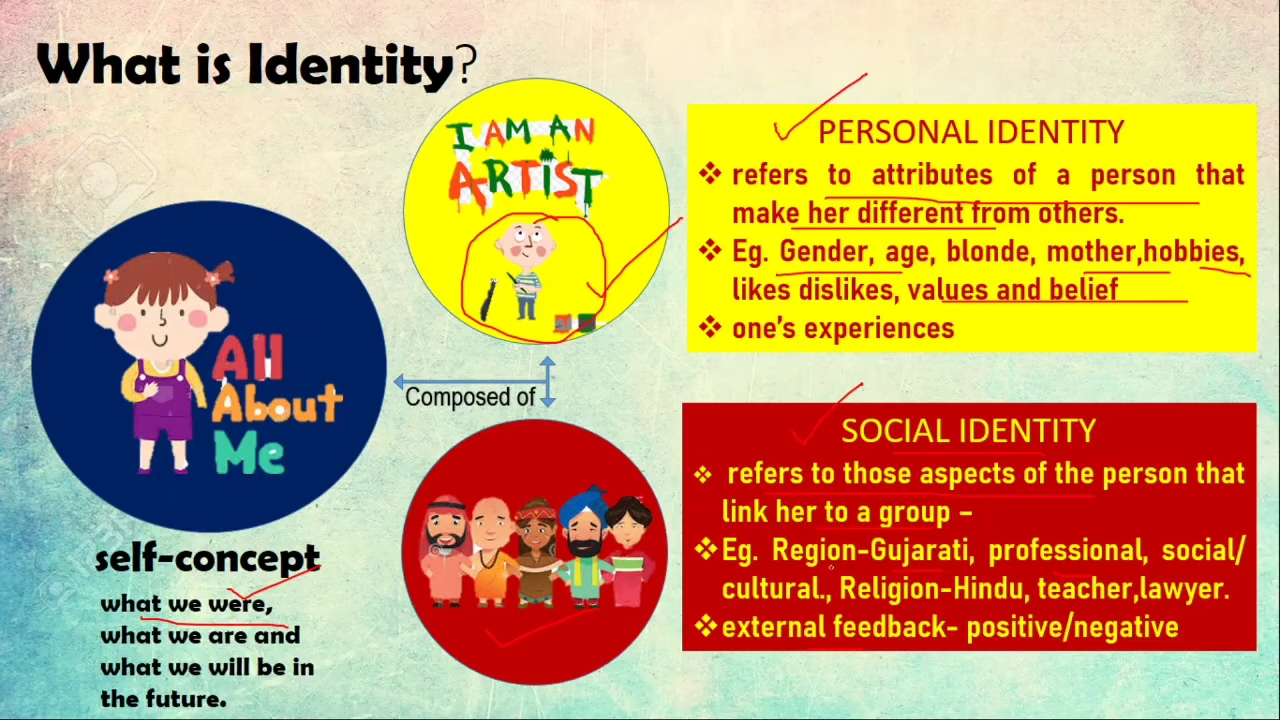 What is Identity?
I AM AN
ARTIST
PERSONAL IDENTITY
❖ refers to attributes of a person that
make her different from others.
❖ Eg. Gender, age, blonde, mother,hobbies,
likes dislikes, values and belief
❖ one's experiences
All
About
Me
Composed of
SOCIAL IDENTITY
❖ refers to those aspects of the person that
link her to a group –
❖Eg. Region-Gujarati, professional, social/
cultural., Religion-Hindu, teacher,lawyer.
❖external feedback- positive/negative
self-concept
what we were,
what we are and
what we will be in
the future.